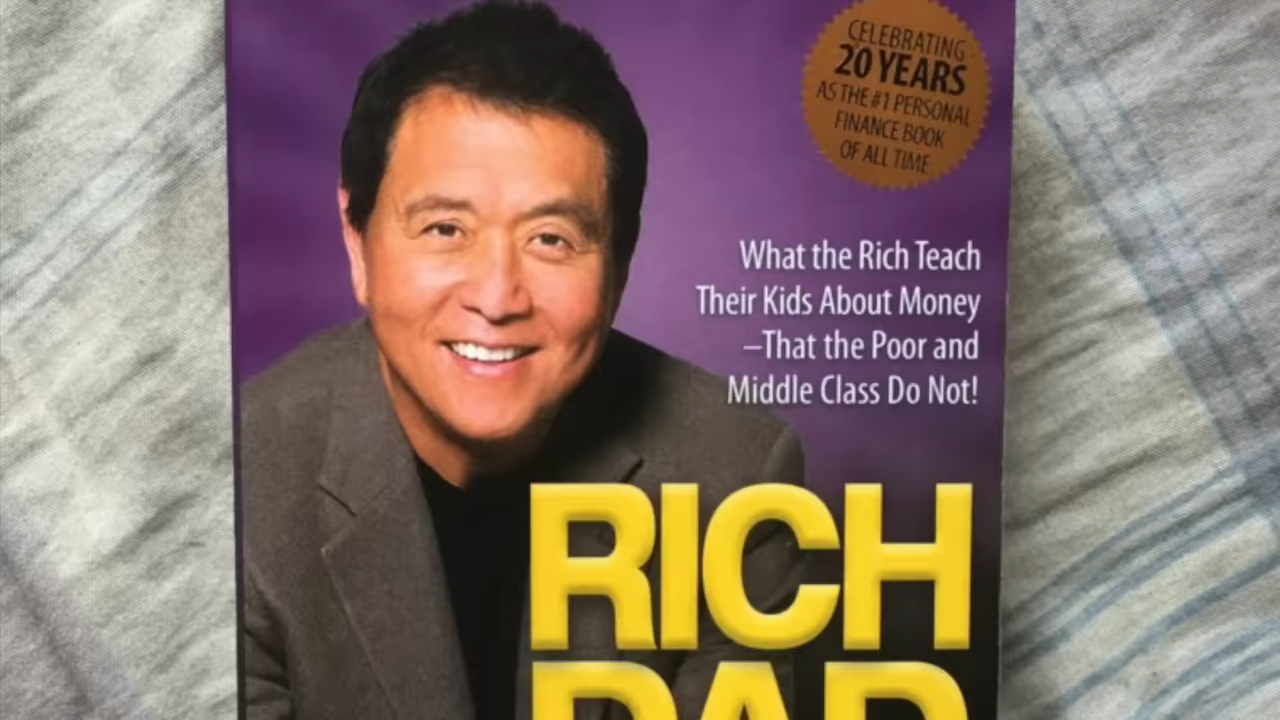 CELEBRATING
20 YEARS
AS THE #1 PERSONAL
FINANCE BOOK
OF ALL TIME
What the Rich Teach
Their Kids About Money
–That the Poor and
Middle Class Do Not!
RICH
DAD